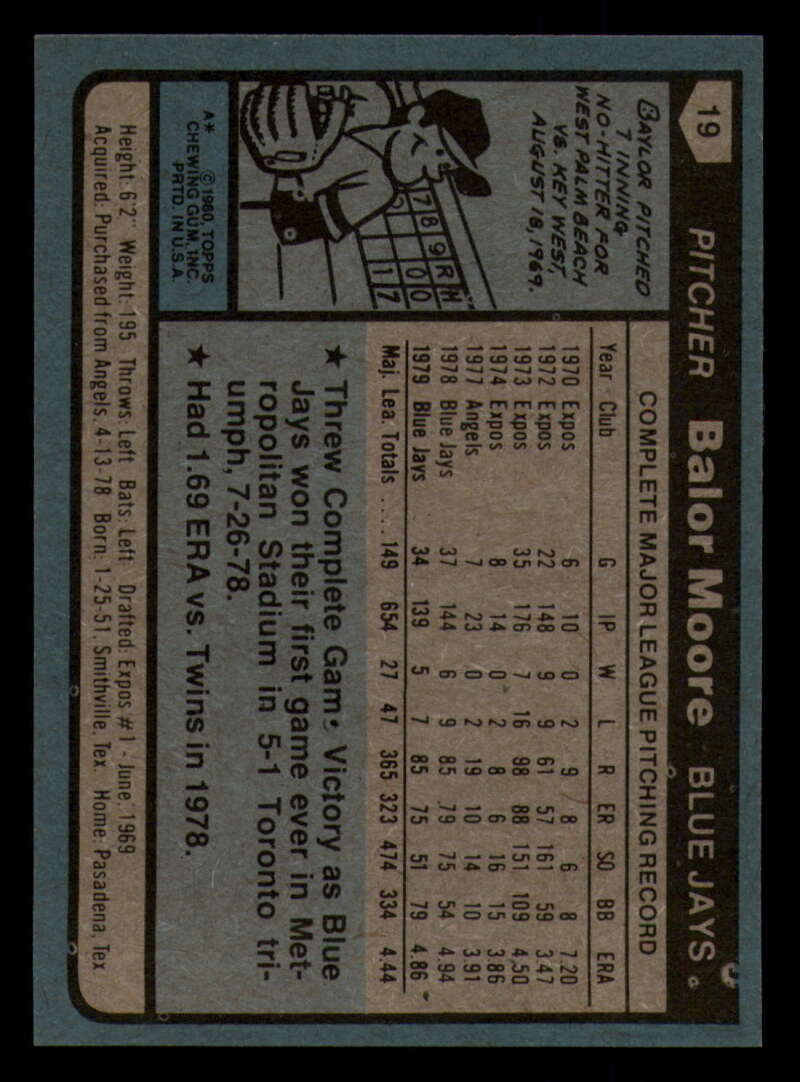 19 PITCHER Balor Moore BLUE JAYS
BAYLOR PITCHED
7 INNING
NO-HITTER FOR
WEST PALM BEACH
VS. KEY WEST,
AUGUST 18, 1969.
7 8 9 R H
0 0
1 7
A* © 1980, TOPPS
CHEWING GUM, INC.
PRTD. IN U.S.A.
COMPLETE MAJOR LEAGUE PITCHING RECORD
Year Club G IP W L R ER SO BB ERA
1970 Expos 6 10 0 2 9 8 6 8 7.20
1972 Expos 22 148 9 9 61 57 161 59 3.47
1973 Expos 35 176 7 16 98 88 151 109 4.50
1974 Expos 8 14 0 2 8 6 16 15 3.86
1977 Angels 7 23 0 2 19 10 14 10 3.91
1978 Blue Jays 37 144 6 9 85 79 75 54 4.94
1979 Blue Jays 34 139 5 7 85 75 51 79 4.86
Maj. Lea. Totals .... 149 654 27 47 365 323 474 334 4.44
★ Threw Complete Game Victory as Blue
Jays won their first game ever in Met-
ropolitan Stadium in 5-1 Toronto tri-
umph, 7-26-78.
★ Had 1.69 ERA vs. Twins in 1978.
Height: 6'2" Weight: 195 Throws: Left Bats: Left Drafted: Expos #1 - June, 1969
Acquired: Purchased from Angels, 4-13-78 Born: 1-25-51, Smithville, Tex. Home: Pasadena, Tex